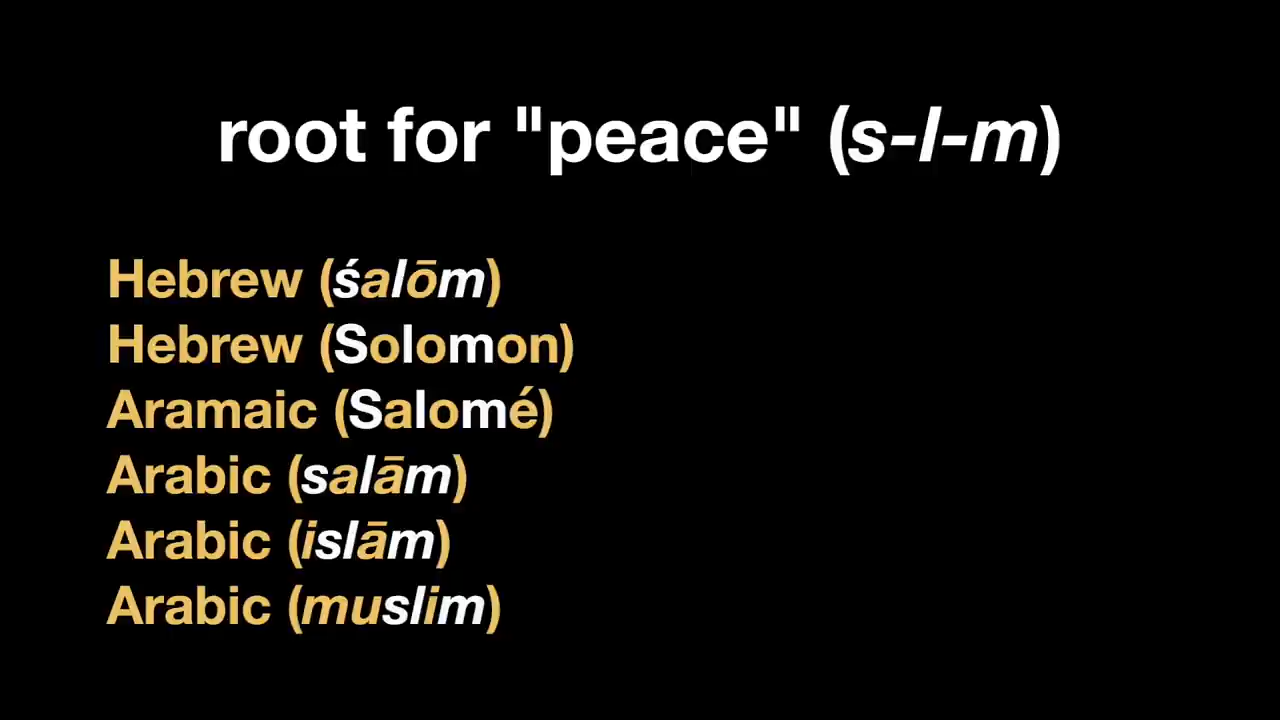 root for "peace" (s-l-m)
Hebrew (śalōm)
Hebrew (Solomon)
Aramaic (Salomé)
Arabic (salām)
Arabic (islām)
Arabic (muslim)